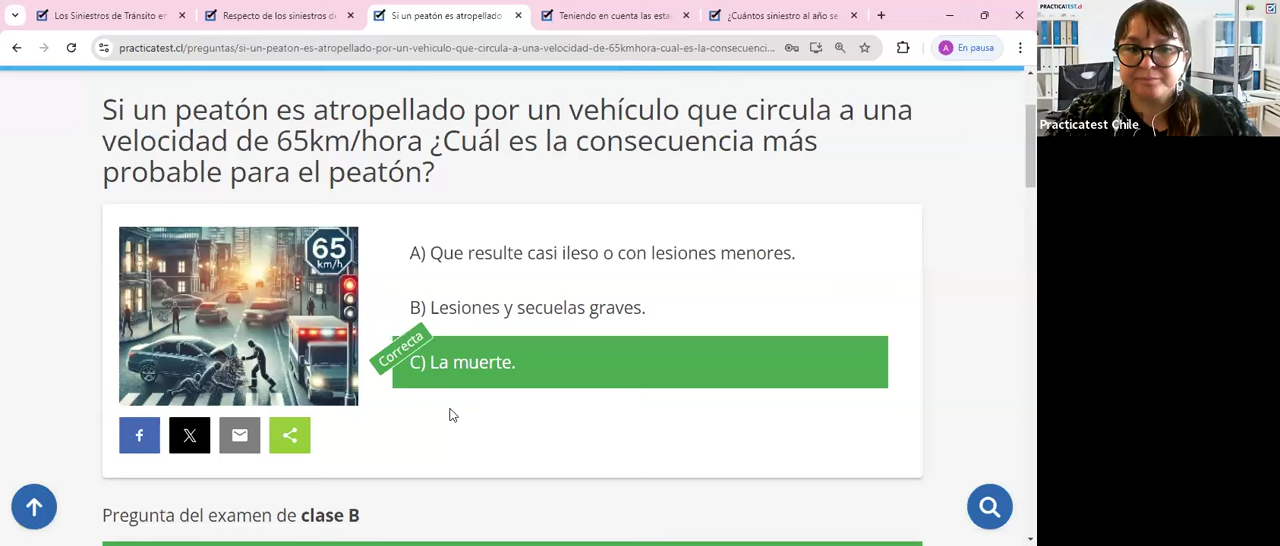 Los Siniestros de Tránsito en
Respecto de los siniestros de
Si un peatón es atropellado
Teniendo en cuenta las esta
¿Cuántos siniestro al año se
practicatest.cl/preguntas/si-un-peaton-es-atropellado-por-un-vehiculo-que-circula-a-una-velocidad-de-65kmhora-cual-es-la-consecuenci...
A
En pausa
PRACTICATEST.CL
Practicatest Chile
Si un peatón es atropellado por un vehículo que circula a una
velocidad de 65km/hora ¿Cuál es la consecuencia más
probable para el peatón?
65
km/h
A) Que resulte casi ileso o con lesiones menores.
B) Lesiones y secuelas graves.
Correcta
C) La muerte.
Pregunta del examen de clase B